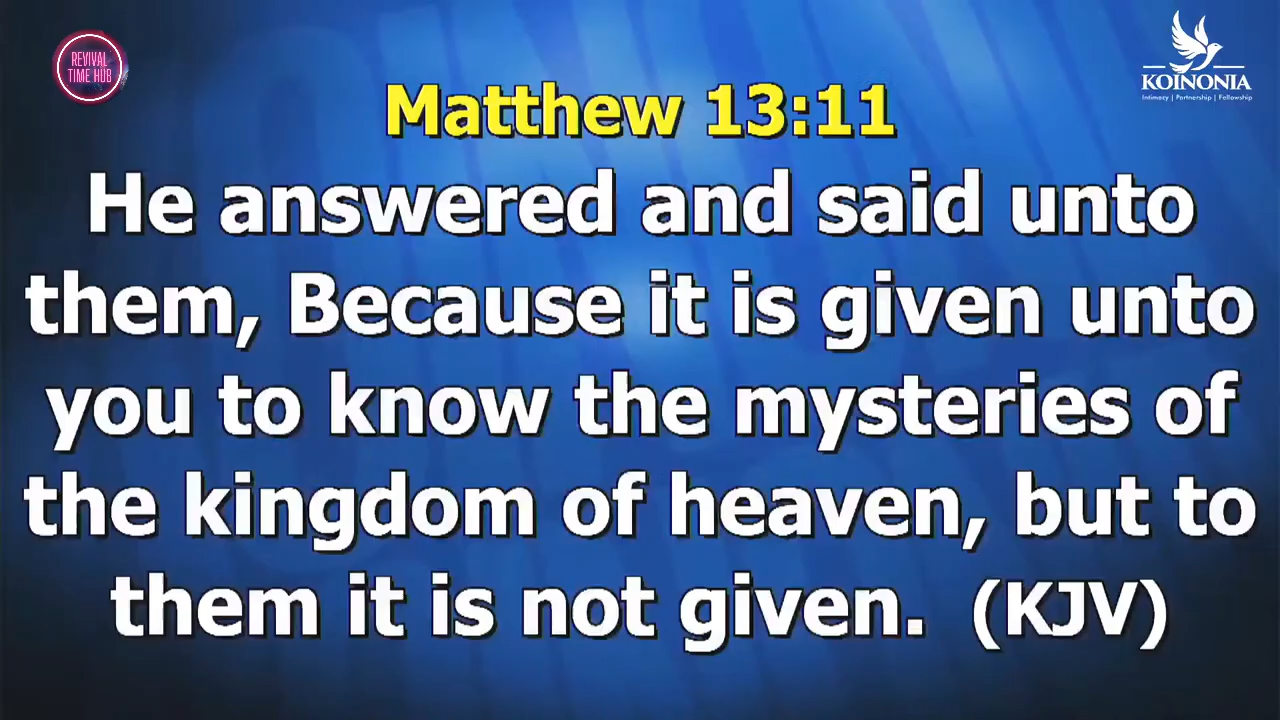 REVIVAL
TIME HUB
KOINONIA
Intimacy | Partnership | Fellowship
Matthew 13:11
He answered and said unto
them, Because it is given unto
you to know the mysteries of
the kingdom of heaven, but to
them it is not given.  (KJV)